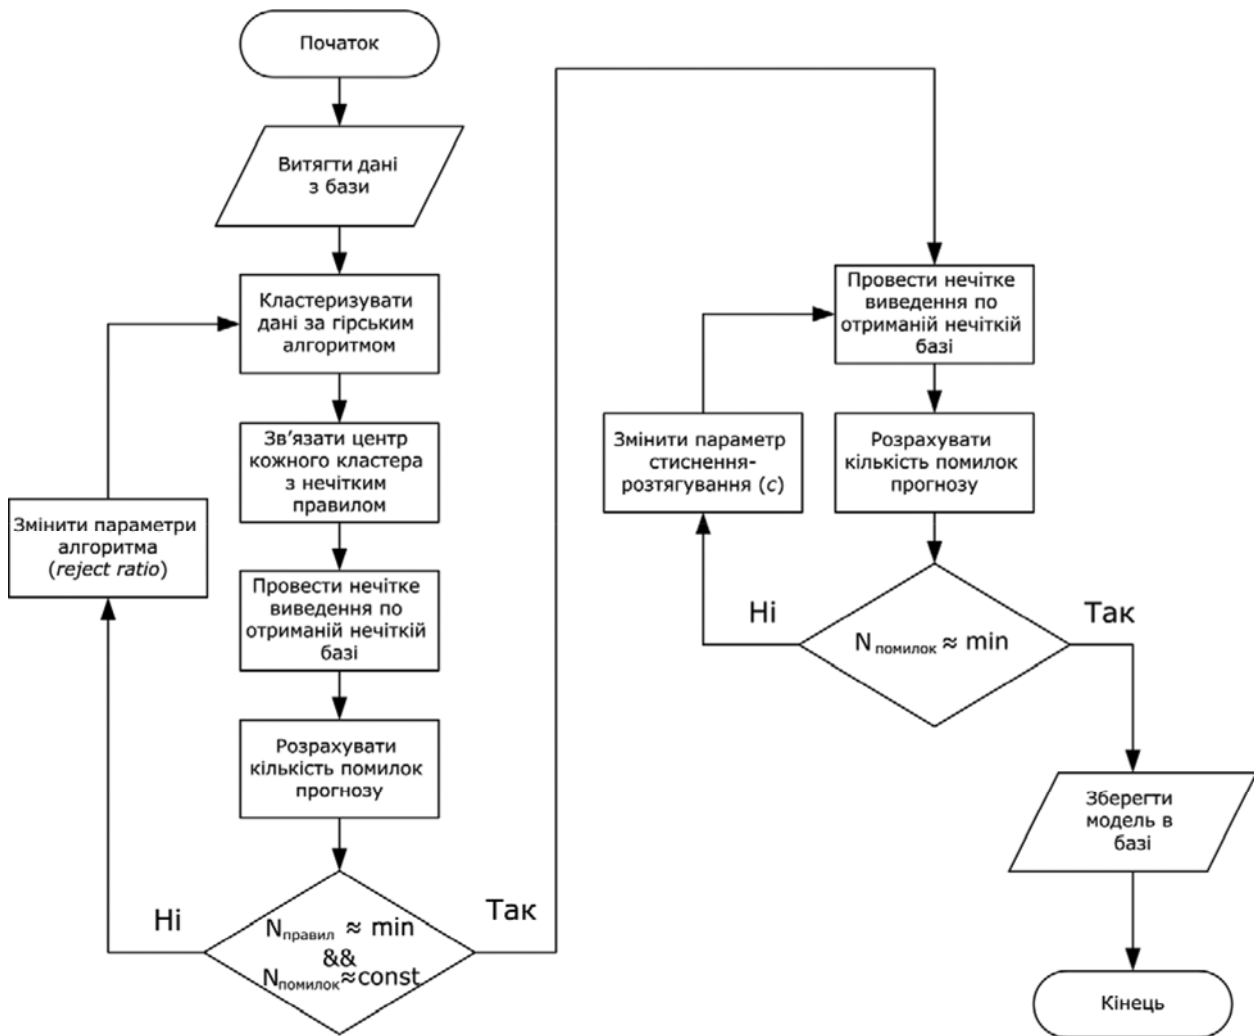 Початок
Витягти дані
з бази
Кластеризувати
дані за гірським
алгоритмом
Зв’язати центр
кожного кластера
з нечітким
правилом
Змінити параметри
алгоритма
(reject ratio)
Провести нечітке
виведення по
отриманій нечіткій
базі
Розрахувати
кількість помилок
прогнозу
Ні
Nправил ≈ min
&&
Nпомилок≈const
Так
Провести нечітке
виведення по
отриманій нечіткій
базі
Змінити параметр
стиснення-
розтягування (c)
Розрахувати
кількість помилок
прогнозу
Ні
Nпомилок ≈ min
Так
Зберегти
модель в
базі
Кінець